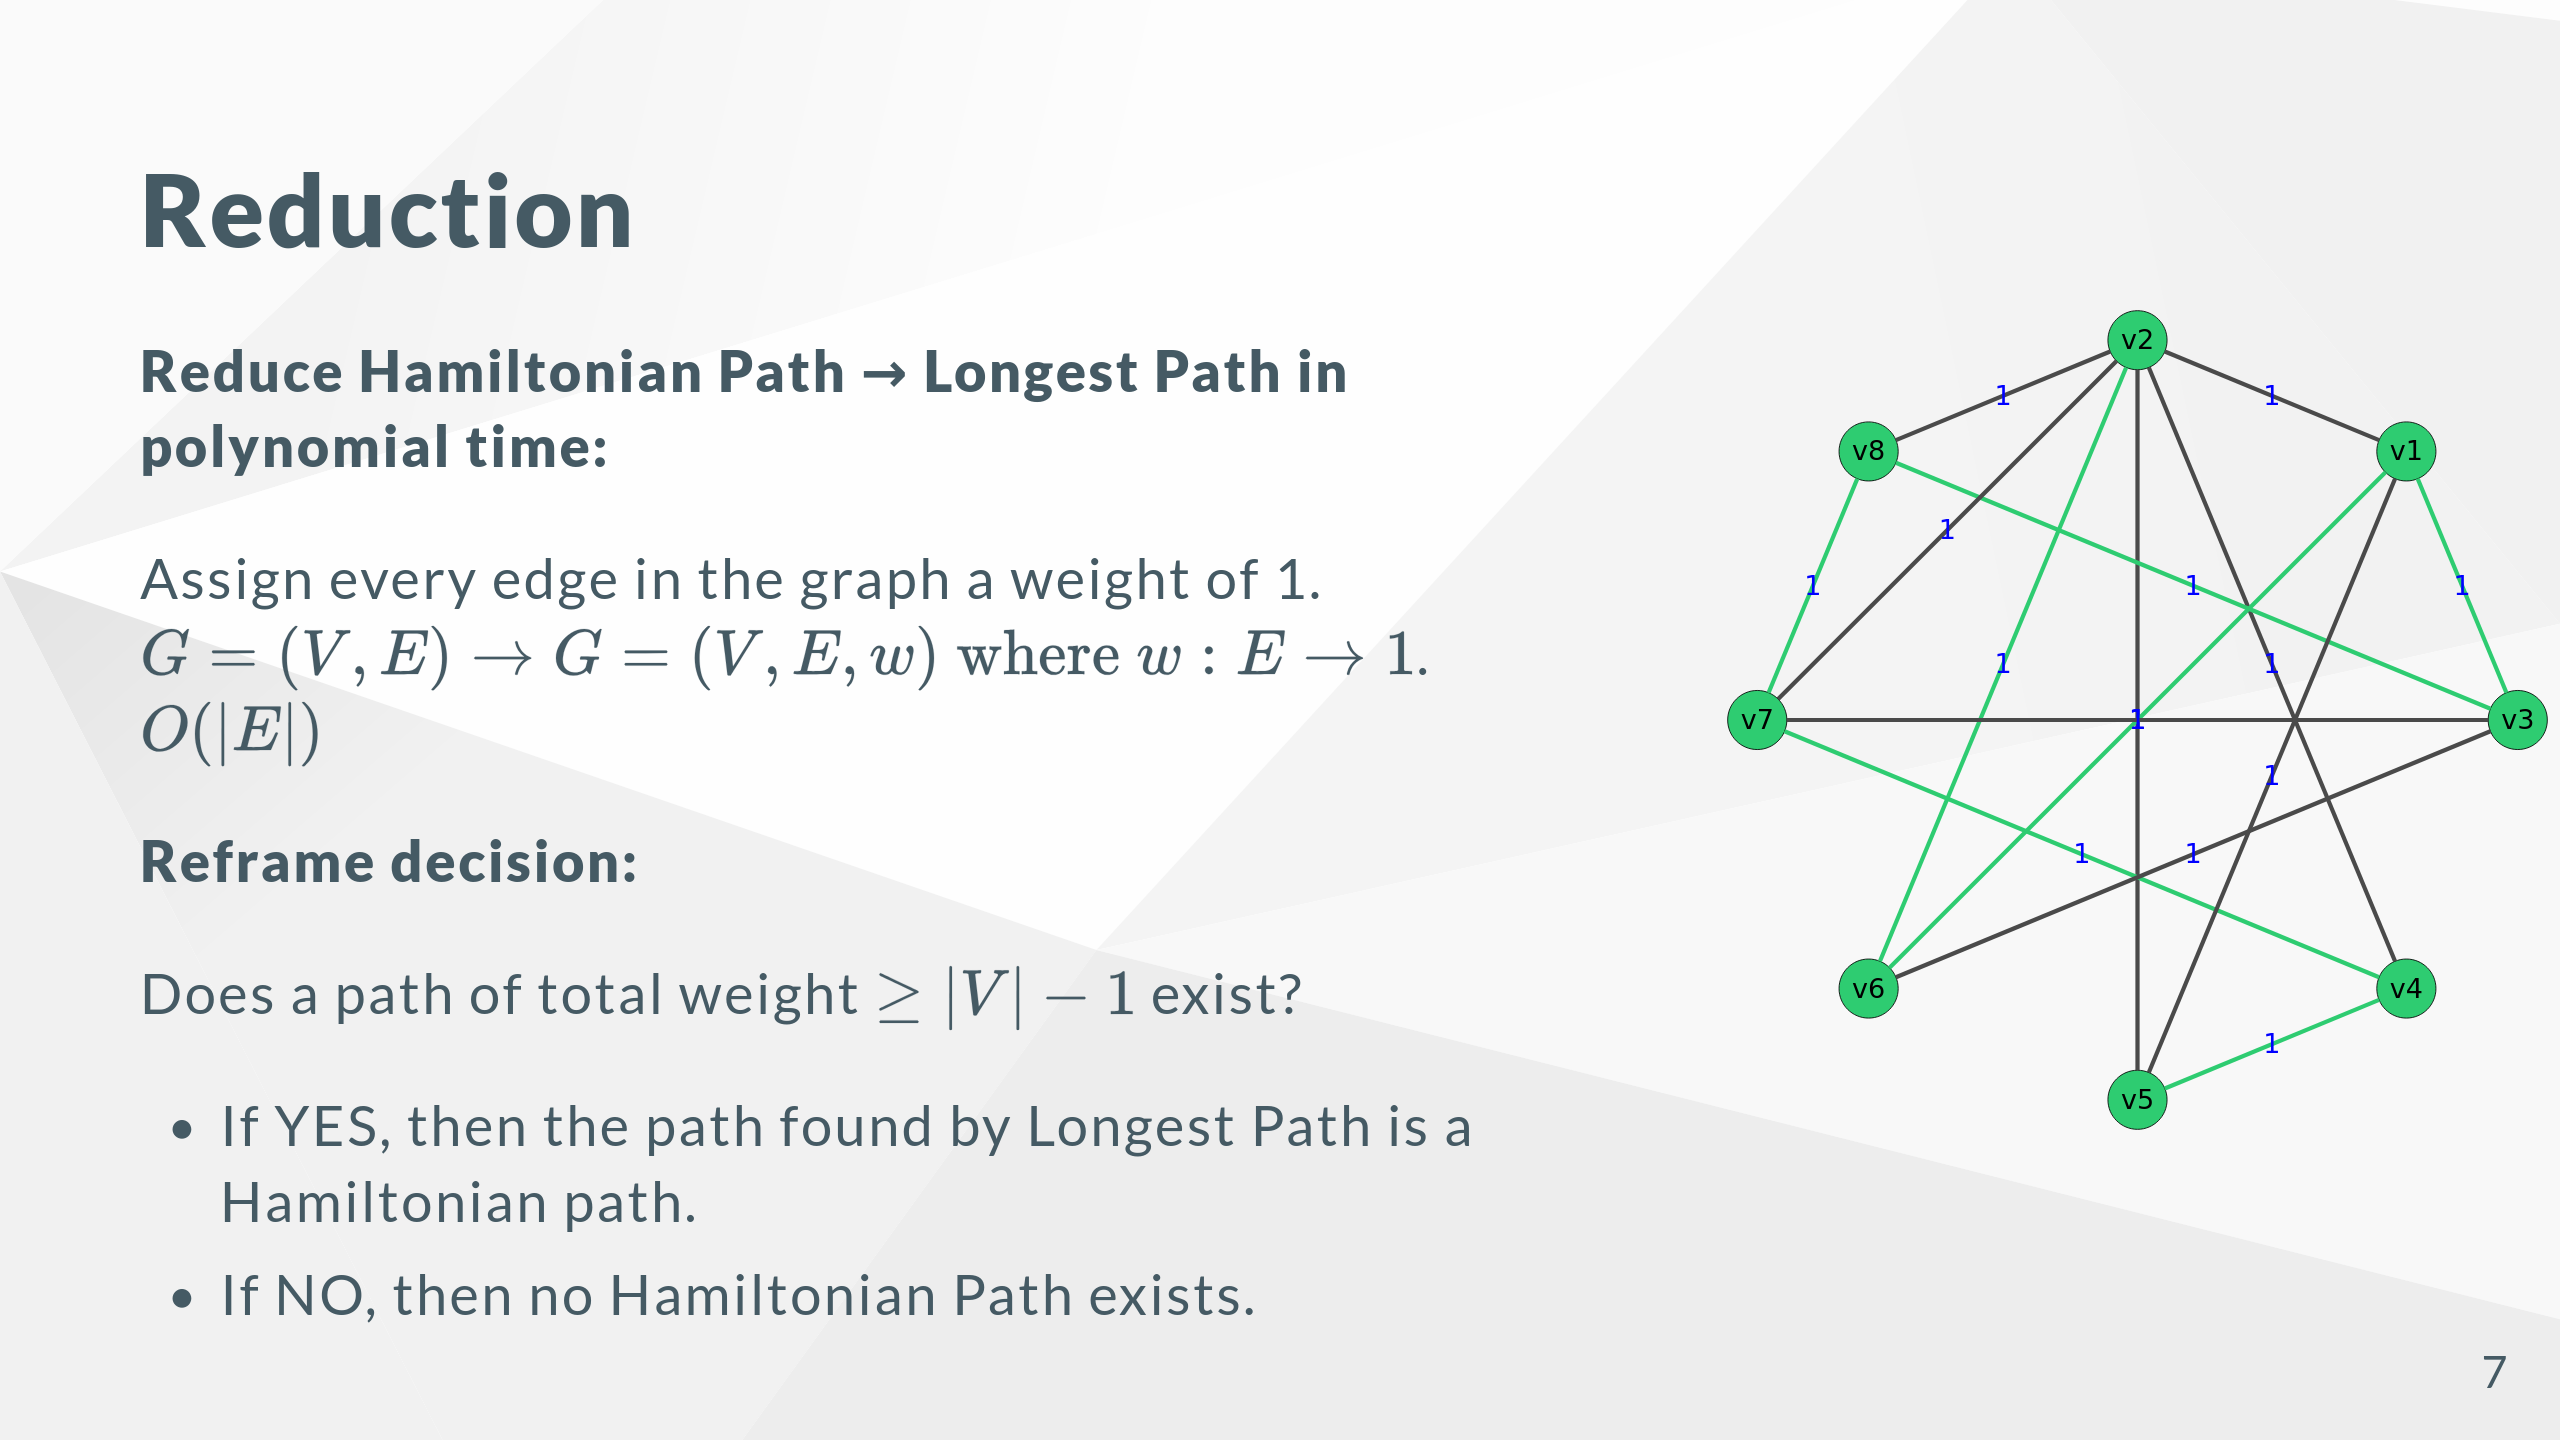 Reduction
Reduce Hamiltonian Path → Longest Path in
polynomial time:
Assign every edge in the graph a weight of 1.
G = (V, E) → G = (V, E, w) where w : E → 1.
O(|E|)
Reframe decision:
Does a path of total weight ≥ |V| − 1 exist?
• If YES, then the path found by Longest Path is a
Hamiltonian path.
• If NO, then no Hamiltonian Path exists.
v2
1 1
v8 v1
1
1 1 1
1 1
v7 1 v3
1
1 1
v6 v4
1
v5
7